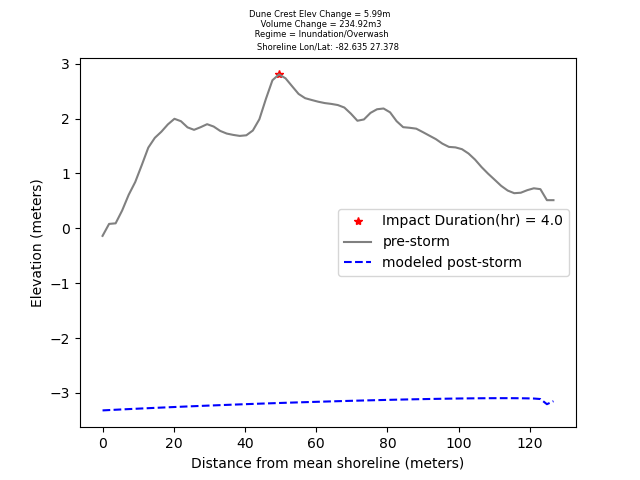 Dune Crest Elev Change = 5.99m
Volume Change = 234.92m3
Regime = Inundation/Overwash
Shoreline Lon/Lat: -82.635 27.378
3
2
1
0
−1
−2
−3
Elevation (meters)
Impact Duration(hr) = 4.0
pre-storm
modeled post-storm
0 20 40 60 80 100 120
Distance from mean shoreline (meters)